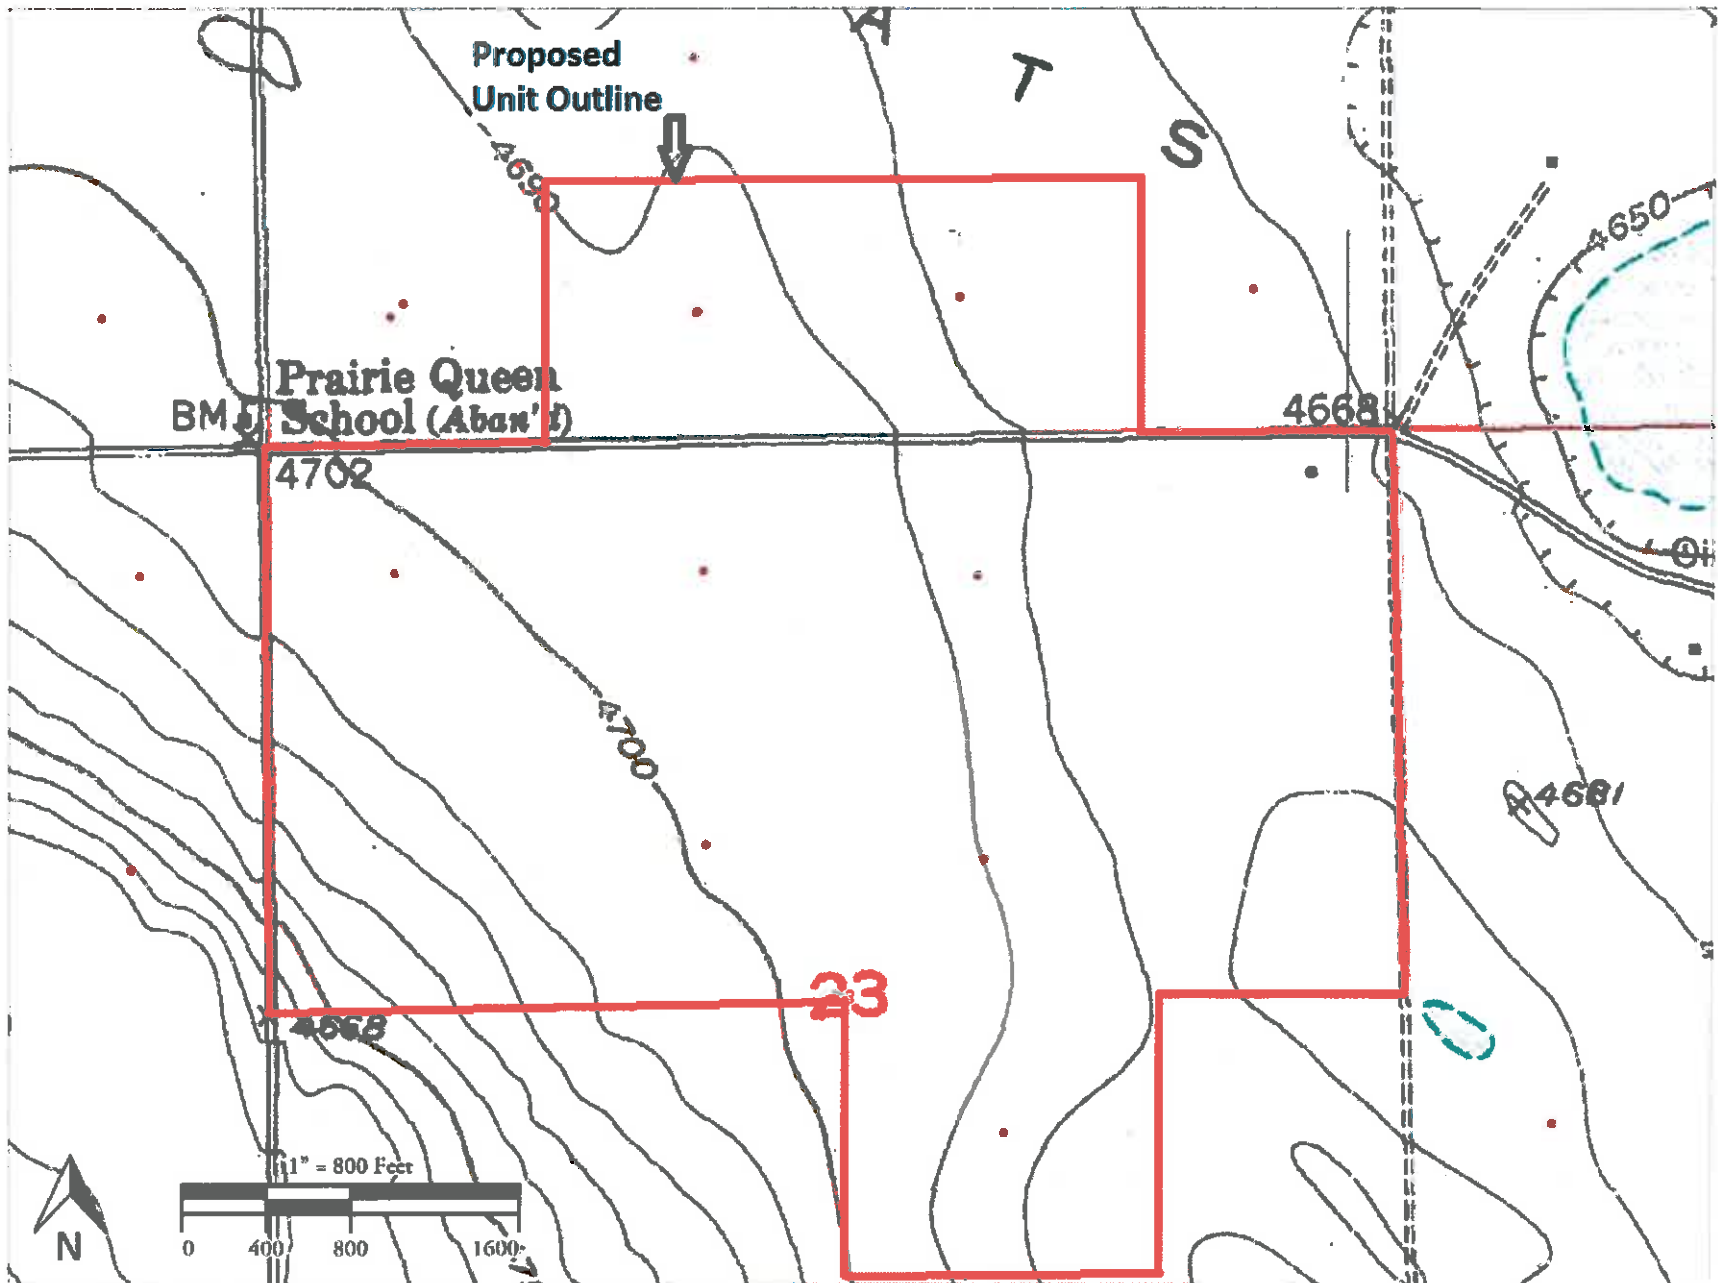 A
T
S
Proposed
Unit Outline
4690
4650
Prairie Queen
School (Aban'd)
BM
4702
4668
4700
4681
23
4668
1" = 800 Feet
0 400 800 1600
N